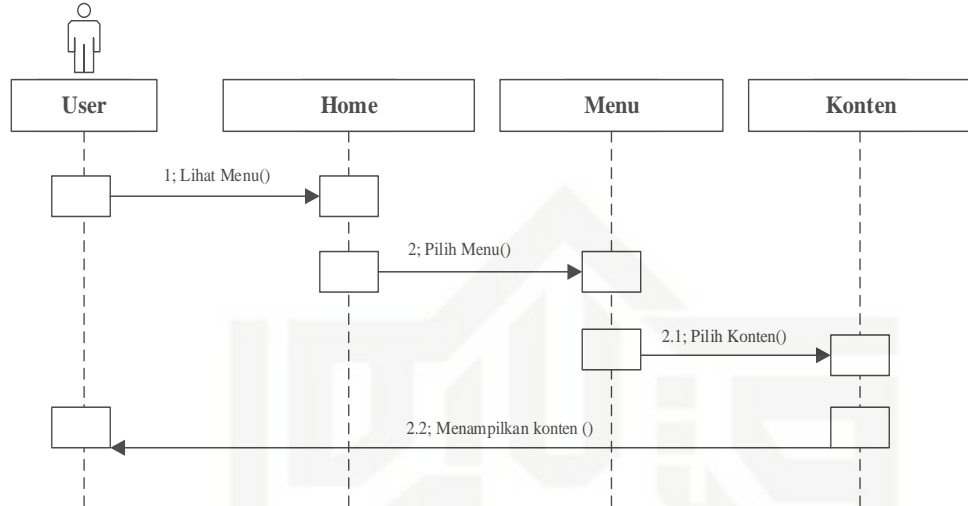 User
Home
Menu
Konten
1; Lihat Menu()
2; Pilih Menu()
2.1; Pilih Konten()
2.2; Menampilkan konten ()